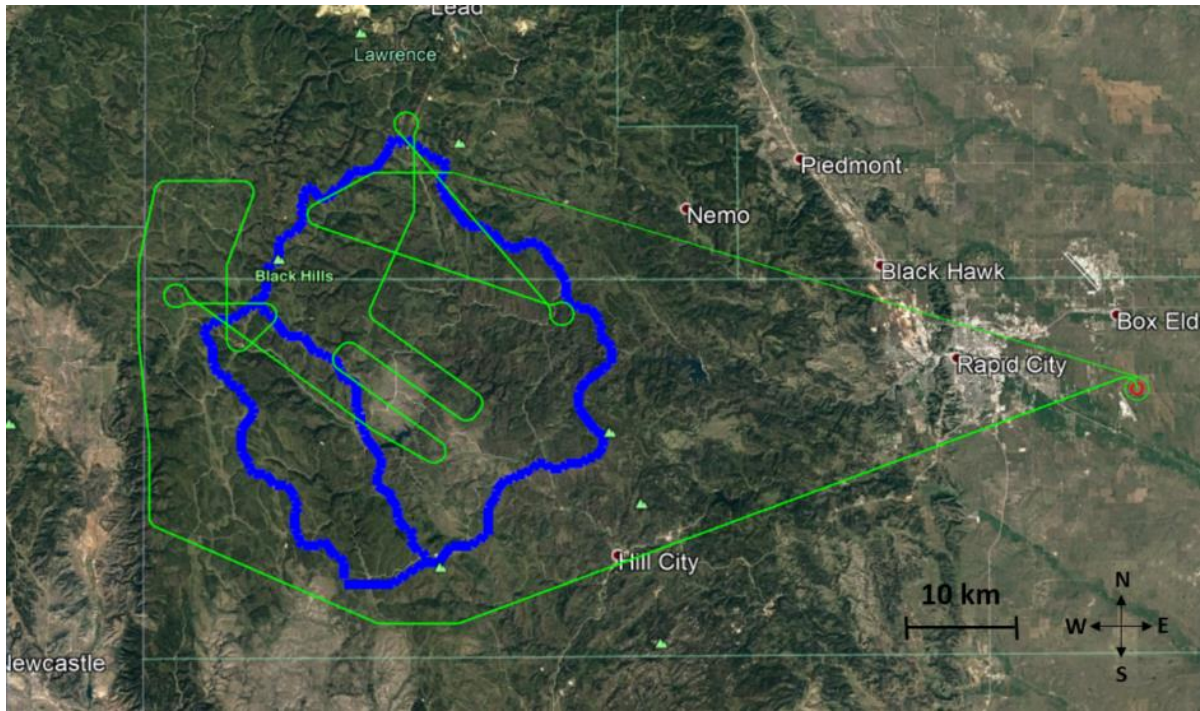 Lead
Lawrence
Piedmont
Nemo
Black Hawk
Black Hills
Box Eld
Rapid City
Hill City
10 km
N
W E
S
Newcastle